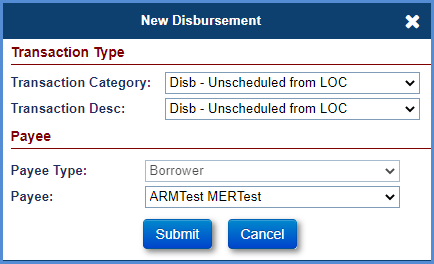 New Disbursement
Transaction Type
Transaction Category: Disb - Unscheduled from LOC
Transaction Desc: Disb - Unscheduled from LOC
Payee
Payee Type: Borrower
Payee: ARMTest MERTest
Submit Cancel